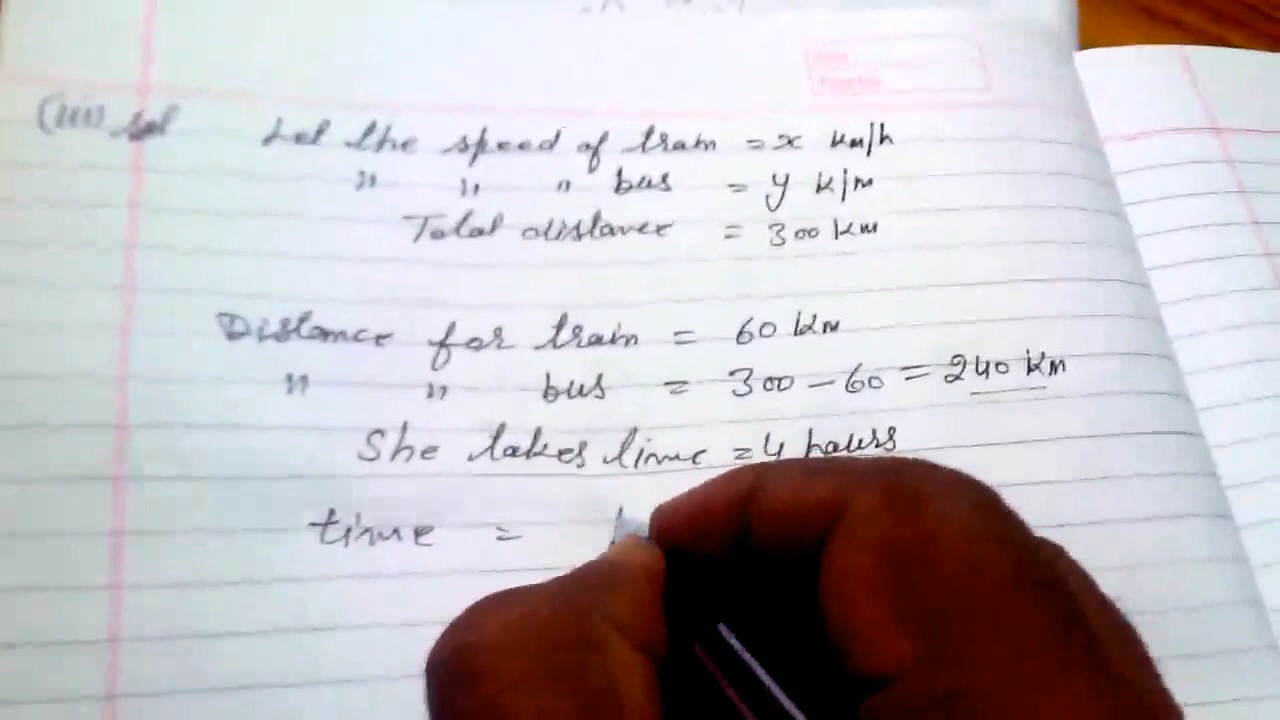 (iii) Sol Let the speed of train = x km/h
" " " bus = y k/m
Total distance = 300 km
Distance for train = 60 km
" " bus = 300 - 60 = 240 km
She takes time = 4 hours
time =